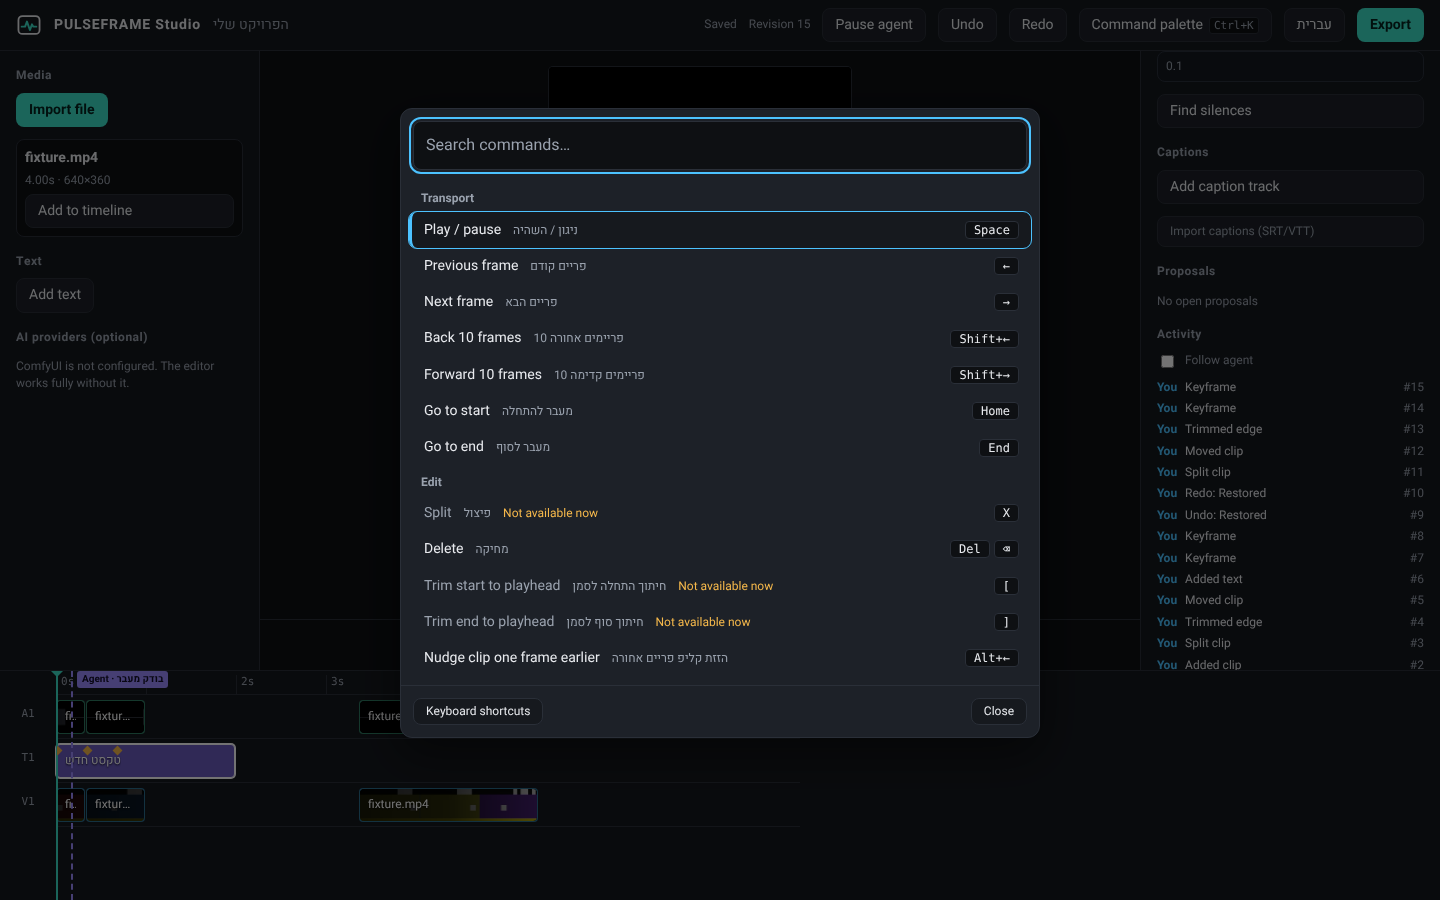 PULSEFRAME Studio הפרויקט שלי Saved Revision 15 Pause agent Undo Redo Command palette Ctrl+K עברית Export
Media
Import file
fixture.mp4
4.00s · 640×360
Add to timeline
Text
Add text
AI providers (optional)
ComfyUI is not configured. The editor
works fully without it.
Search commands…
Transport
Play / pause ניגון / השהיה Space
Previous frame פריים קודם ←
Next frame פריים הבא →
Back 10 frames 10 פריימים אחורה Shift+←
Forward 10 frames 10 פריימים קדימה Shift+→
Go to start מעבר להתחלה Home
Go to end מעבר לסוף End
Edit
Split פיצול Not available now X
Delete מחיקה Del ⌫
Trim start to playhead חיתוך התחלה לסמן Not available now [
Trim end to playhead חיתוך סוף לסמן Not available now ]
Nudge clip one frame earlier הזזת קליפ פריים אחורה Alt+←
Keyboard shortcuts Close
0.1
Find silences
Captions
Add caption track
Import captions (SRT/VTT)
Proposals
No open proposals
Activity
Follow agent
You Keyframe #15
You Keyframe #14
You Trimmed edge #13
You Moved clip #12
You Split clip #11
You Redo: Restored #10
You Undo: Restored #9
You Keyframe #8
You Keyframe #7
You Added text #6
You Moved clip #5
You Trimmed edge #4
You Split clip #3
You Added clip #2
0s Agent · בודק מעבר 2s 3s
A1 fi… fixtur… fixture
T1 טקסט חדש
V1 fi… fixtur… fixture.mp4